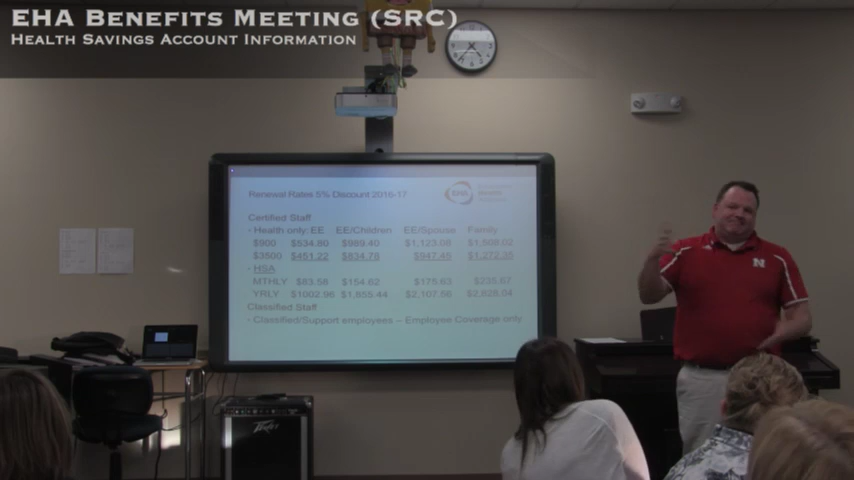 EHA Benefits Meeting (SRC)
Health Savings Account Information
Renewal Rates 5% Discount 2016-17
EHA
Certified Staff
• Health only: EE EE/Children EE/Spouse Family
$900 $534.80 $989.40 $1,123.08 $1,508.02
$3500 $451.22 $834.78 $947.45 $1,272.35
• HSA
MTHLY $83.58 $154.62 $175.63 $235.67
YRLY $1002.96 $1,855.44 $2,107.56 $2,828.04
Classified Staff
• Classified/Support employees – Employee Coverage only
N
Peavey